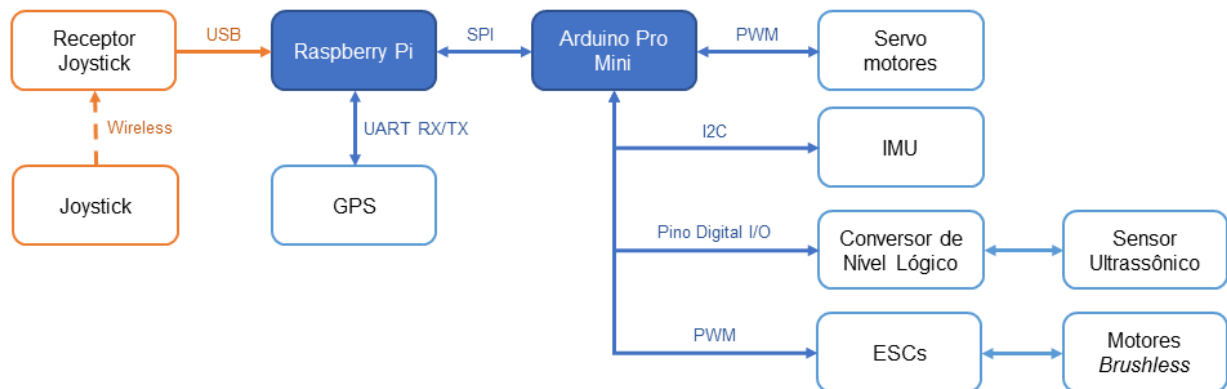 Receptor
Joystick
USB
Raspberry Pi
SPI
Arduino Pro
Mini
PWM
Servo
motores
Wireless
UART RX/TX
I2C
IMU
Joystick
GPS
Pino Digital I/O
Conversor de
Nível Lógico
Sensor
Ultrassônico
PWM
ESCs
Motores
Brushless